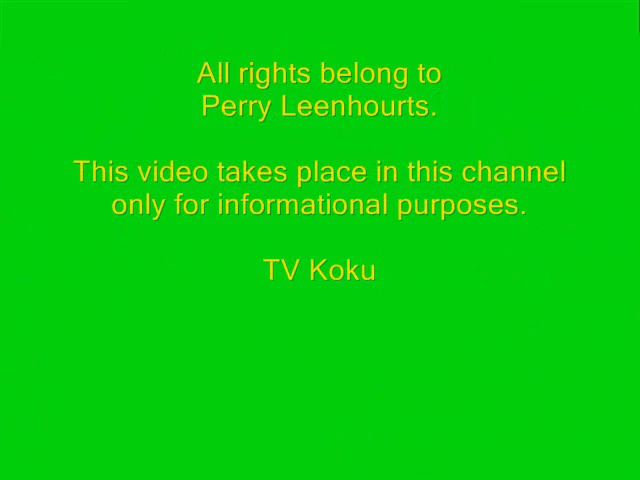 All rights belong to
Perry Leenhourts.
This video takes place in this channel
only for informational purposes.
TV Koku